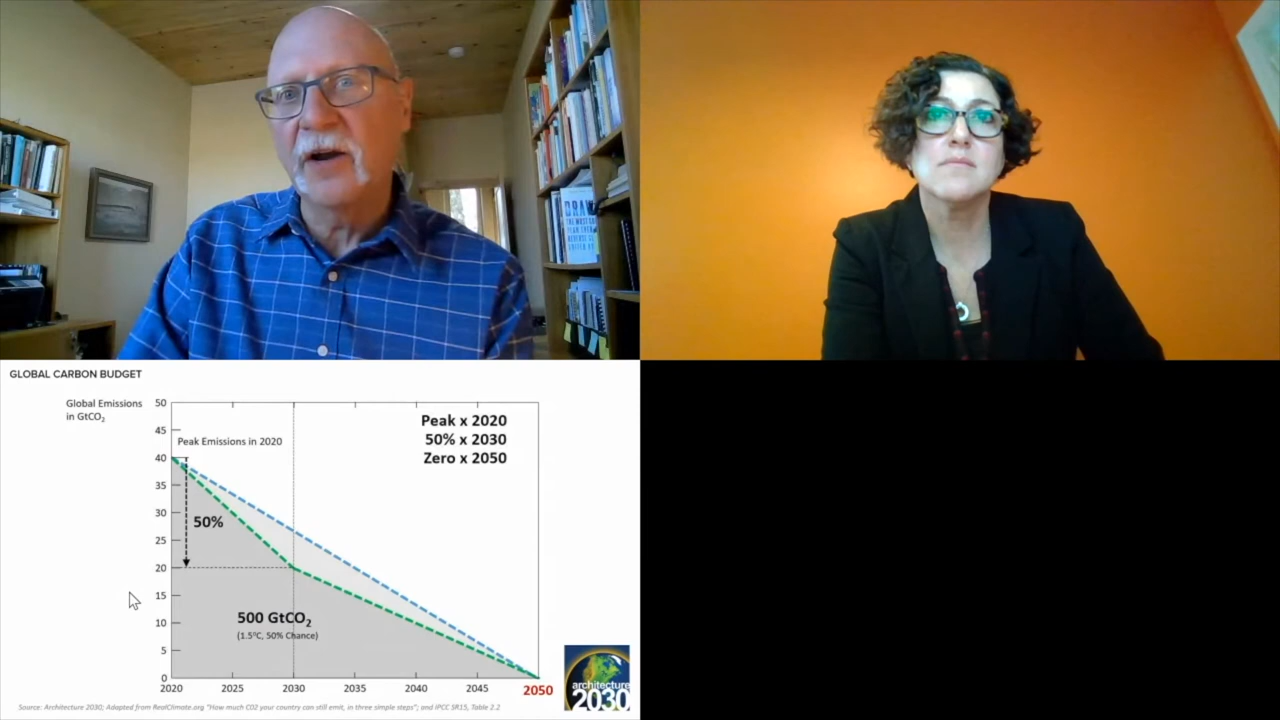 DRAW
GLOBAL CARBON BUDGET
Global Emissions
in GtCO₂
50
45
40
35
30
25
20
15
10
5
0
Peak Emissions in 2020
Peak x 2020
50% x 2030
Zero x 2050
50%
500 GtCO₂
(1.5°C, 50% Chance)
2020 2025 2030 2035 2040 2045 2050
architecture
2030
Source: Architecture 2030; Adapted from RealClimate.org "How much CO2 your country can still emit, in three simple steps"; and IPCC SR15, Table 2.2